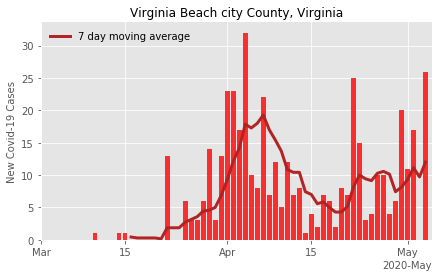 Virginia Beach city County, Virginia
7 day moving average
New Covid-19 Cases
30
25
20
15
10
5
0
Mar 15 Apr 15 May
2020-May